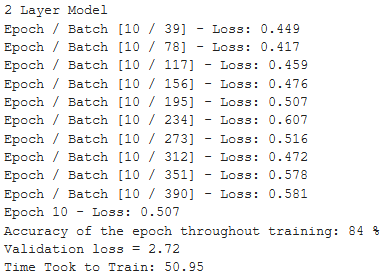 2 Layer Model
Epoch / Batch [10 / 39] - Loss: 0.449
Epoch / Batch [10 / 78] - Loss: 0.417
Epoch / Batch [10 / 117] - Loss: 0.459
Epoch / Batch [10 / 156] - Loss: 0.476
Epoch / Batch [10 / 195] - Loss: 0.507
Epoch / Batch [10 / 234] - Loss: 0.607
Epoch / Batch [10 / 273] - Loss: 0.516
Epoch / Batch [10 / 312] - Loss: 0.472
Epoch / Batch [10 / 351] - Loss: 0.578
Epoch / Batch [10 / 390] - Loss: 0.581
Epoch 10 - Loss: 0.507
Accuracy of the epoch throughout training: 84 %
Validation loss = 2.72
Time Took to Train: 50.95